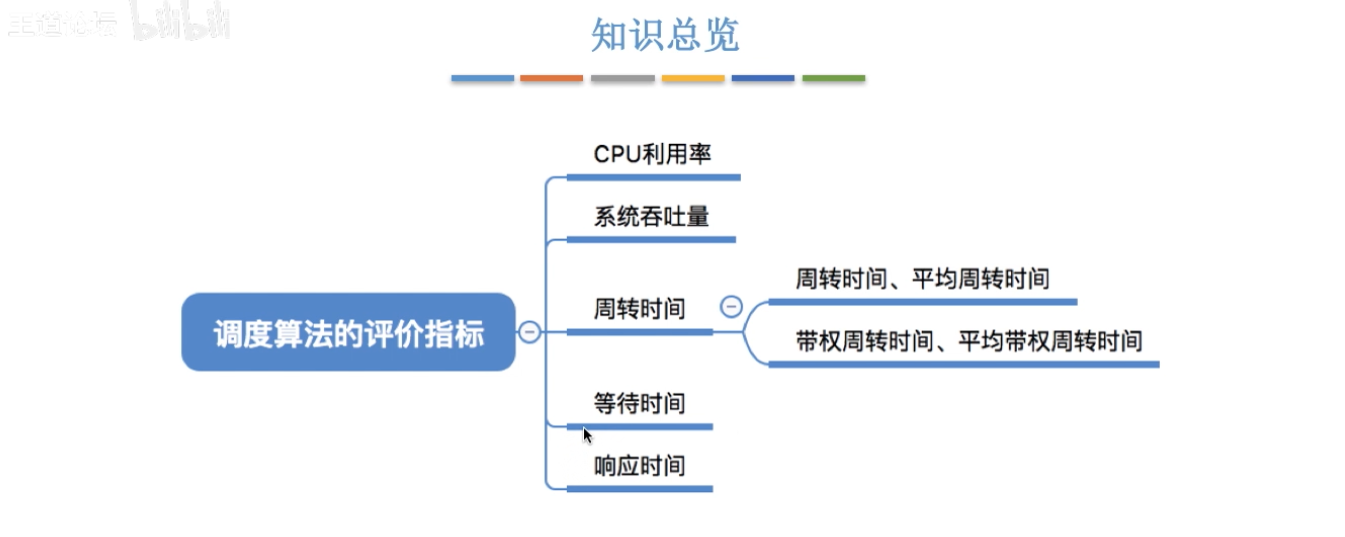 王道论坛 bilibili
知识总览
CPU利用率
系统吞吐量
周转时间
周转时间、平均周转时间
带权周转时间、平均带权周转时间
调度算法的评价指标
等待时间
响应时间